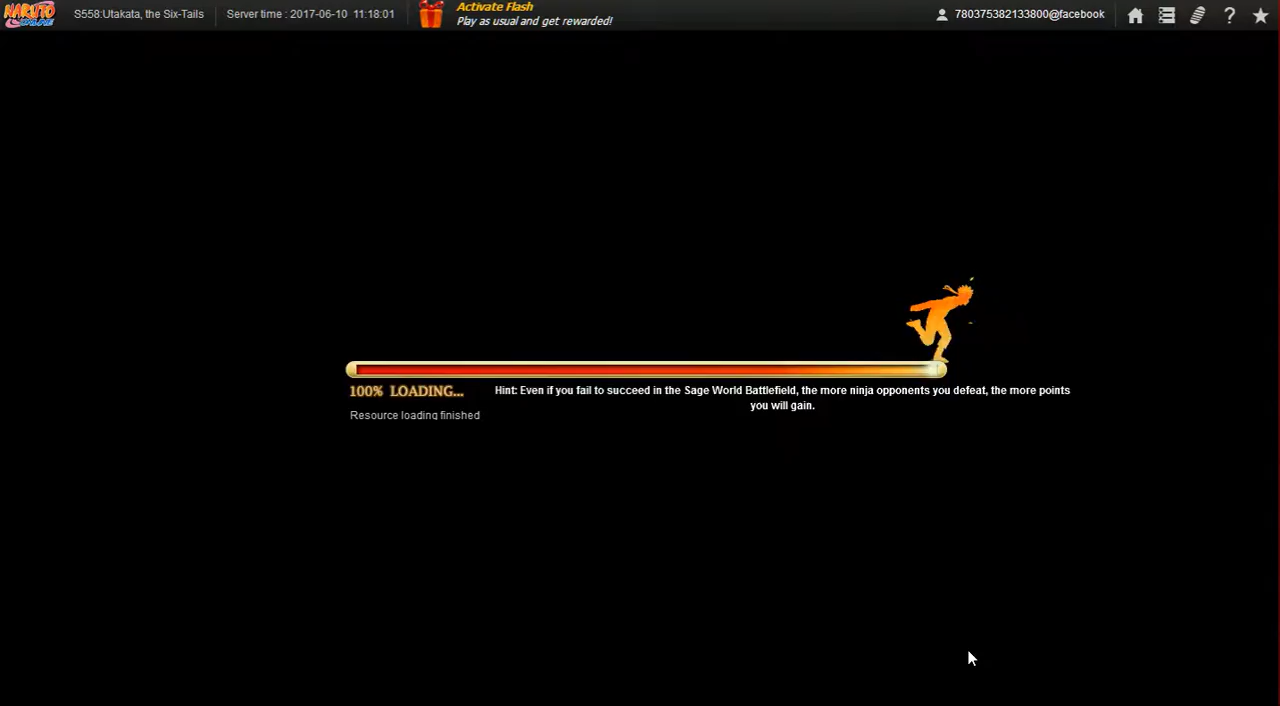 NARUTO
ONLINE
S558:Utakata, the Six-Tails
Server time : 2017-06-10 11:18:01
Activate Flash
Play as usual and get rewarded!
780375382133800@facebook
?
100% LOADING...
Hint: Even if you fail to succeed in the Sage World Battlefield, the more ninja opponents you defeat, the more points
you will gain.
Resource loading finished